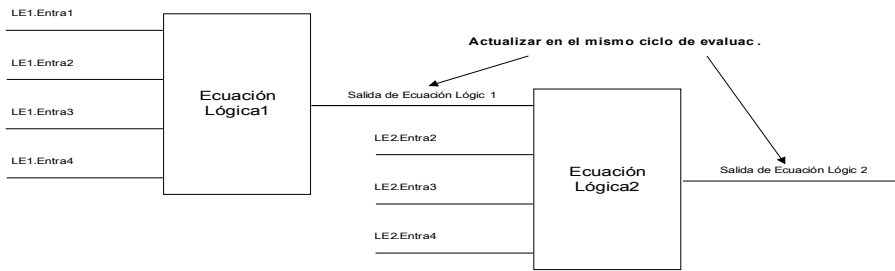 LE1.Entra1
Actualizar en el mismo ciclo de evaluac .
LE1.Entra2
Ecuación
Lógica1
Salida de Ecuación Lógic 1
LE1.Entra3
LE2.Entra2
LE1.Entra4
Ecuación
Lógica2
Salida de Ecuación Lógic 2
LE2.Entra3
LE2.Entra4